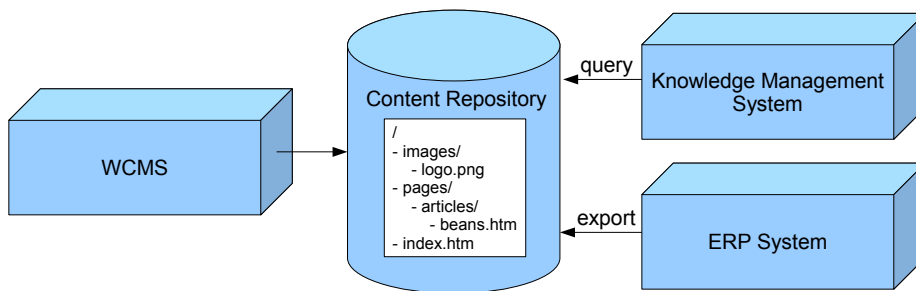 WCMS
Content Repository
/
- images/
- logo.png
- pages/
- articles/
- beans.htm
- index.htm
query
Knowledge Management
System
export
ERP System